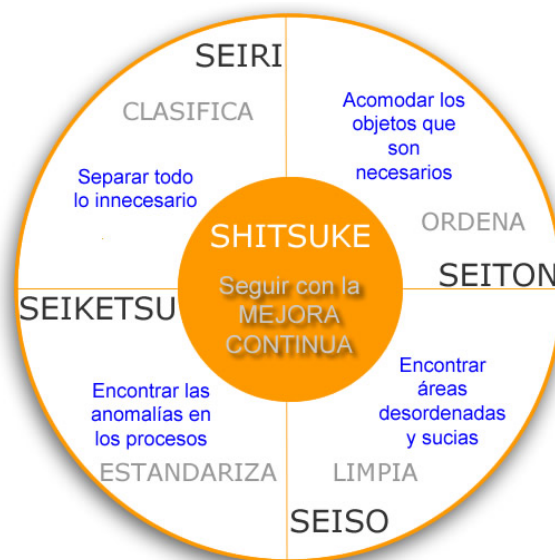 SEIRI
CLASIFICA
Separar todo
lo innecesario
Acomodar los
objetos que
son
necesarios
ORDENA
SEITON
SHITSUKE
Seguir con la
MEJORA
CONTINUA
SEIKETSU
Encontrar las
anomalías en
los procesos
ESTANDARIZA
Encontrar
áreas
desordenadas
y sucias
LIMPIA
SEISO